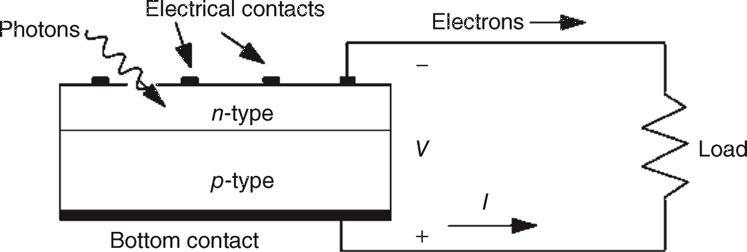 Electrical contacts
Electrons
Photons
–
n-type
V
Load
p-type
I
+
Bottom contact